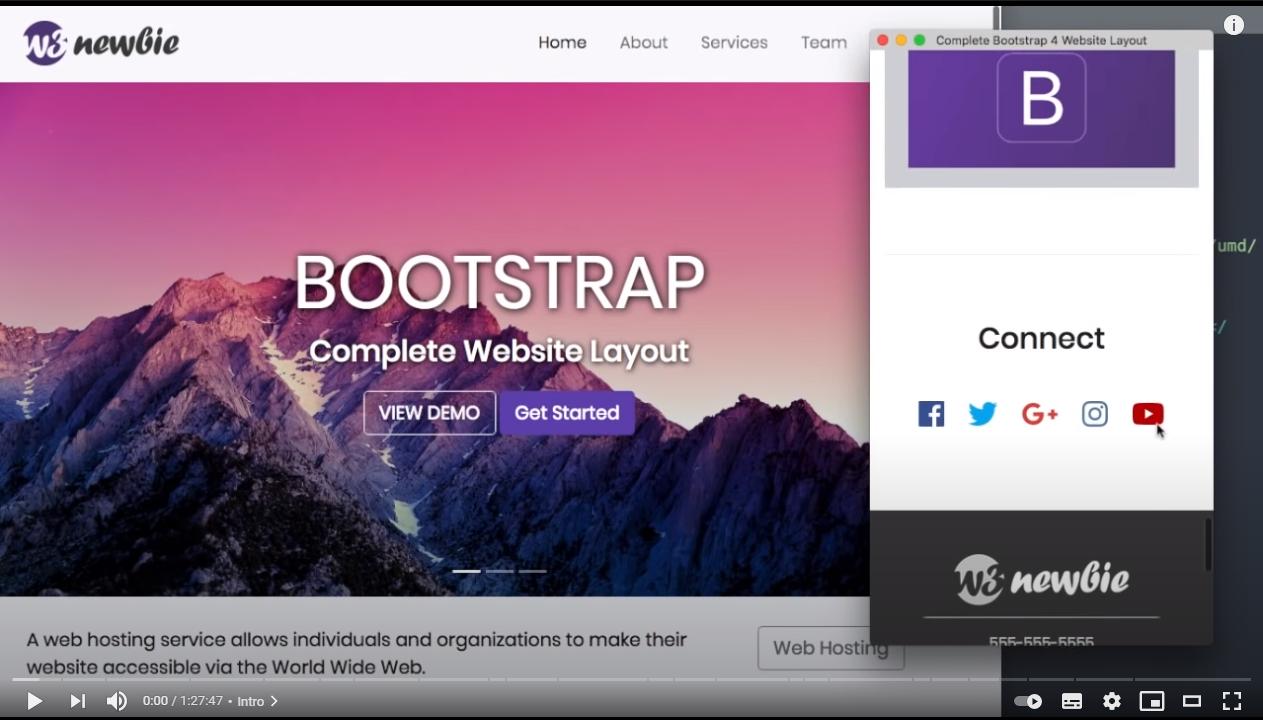 W3 newbie
Home About Services Team
BOOTSTRAP
Complete Website Layout
VIEW DEMO Get Started
A web hosting service allows individuals and organizations to make their
website accessible via the World Wide Web.
Web Hosting
Complete Bootstrap 4 Website Layout
B
Connect
G+
W3 newbie
555-555-5555
/umd/
0:00 / 1:27:47 • Intro